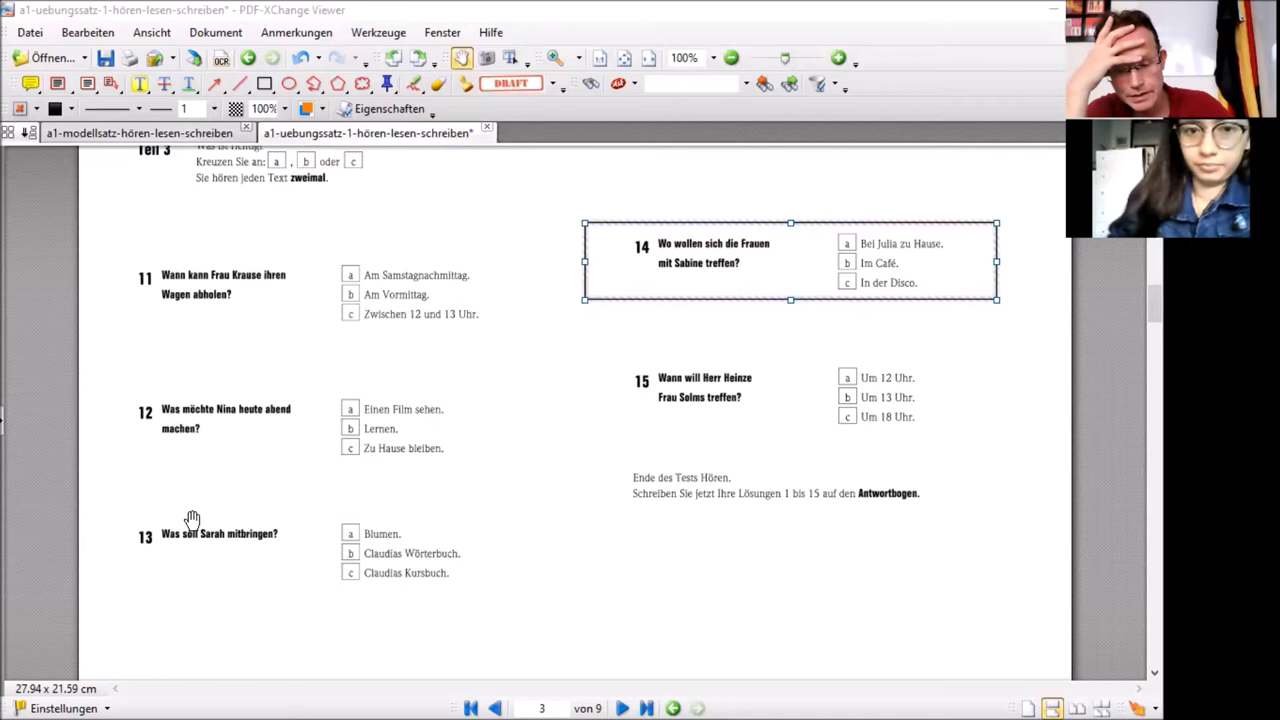 a1-uebungssatz-1-hören-lesen-schreiben* - PDF-XChange Viewer
Datei Bearbeiten Ansicht Dokument Anmerkungen Werkzeuge Fenster Hilfe
Öffnen... OCR 100%
DRAFT
1 100% Eigenschaften
a1-modellsatz-hören-lesen-schreiben a1-uebungssatz-1-hören-lesen-schreiben*
Teil 3 Was ist richtig?
Kreuzen Sie an: a , b oder c
Sie hören jeden Text zweimal.
11 Wann kann Frau Krause ihren
Wagen abholen?
a Am Samstagnachmittag.
b Am Vormittag.
c Zwischen 12 und 13 Uhr.
12 Was möchte Nina heute abend
machen?
a Einen Film sehen.
b Lernen.
c Zu Hause bleiben.
13 Was soll Sarah mitbringen?
a Blumen.
b Claudias Wörterbuch.
c Claudias Kursbuch.
14 Wo wollen sich die Frauen
mit Sabine treffen?
a Bei Julia zu Hause.
b Im Café.
c In der Disco.
15 Wann will Herr Heinze
Frau Solms treffen?
a Um 12 Uhr.
b Um 13 Uhr.
c Um 18 Uhr.
Ende des Tests Hören.
Schreiben Sie jetzt Ihre Lösungen 1 bis 15 auf den Antwortbogen.
27.94 x 21.59 cm
Einstellungen 3 von 9